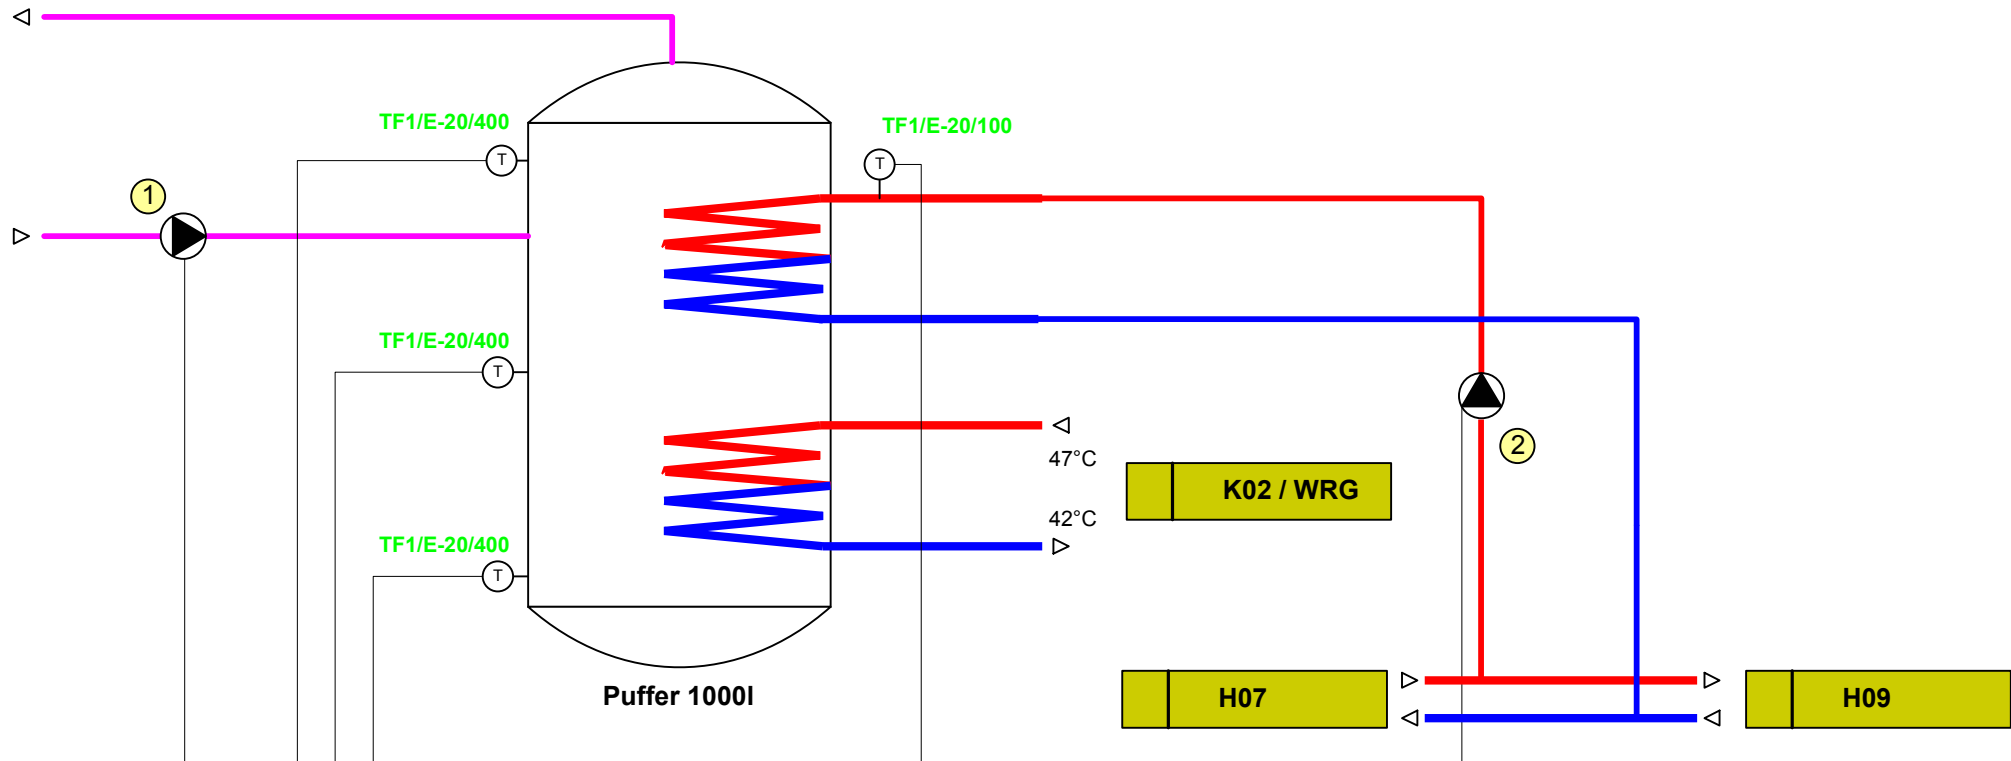 TF1/E-20/400
TF1/E-20/100
T
T
1
TF1/E-20/400
T
2
47°C
K02 / WRG
42°C
TF1/E-20/400
T
Puffer 1000l
H07
H09